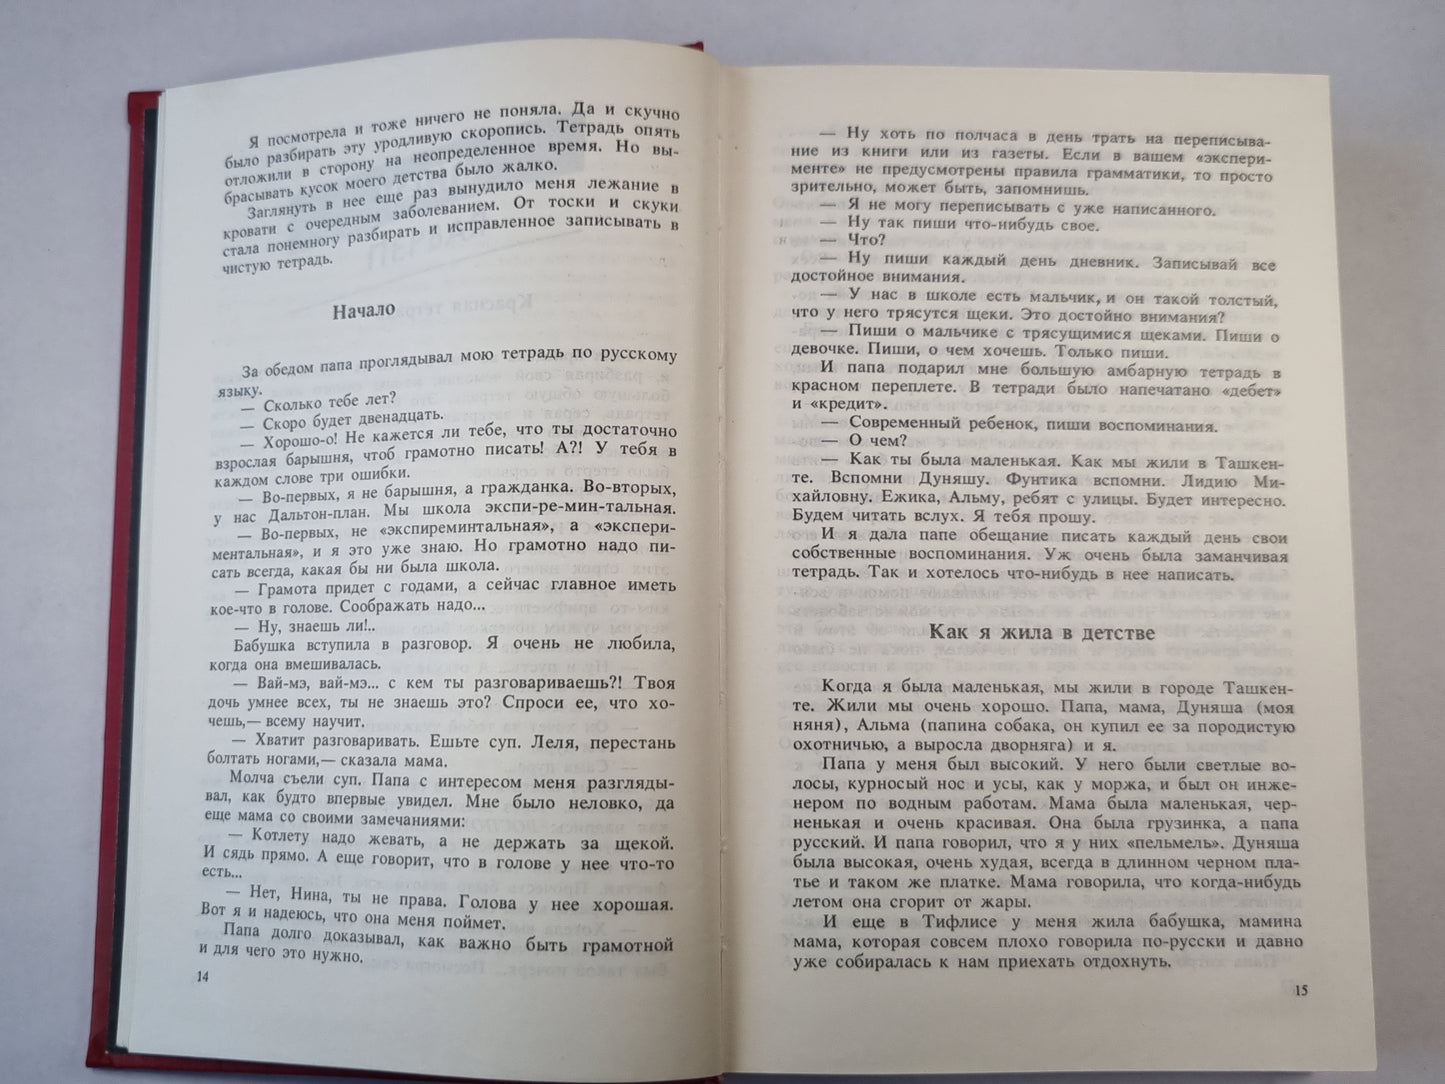 Я посмотрела и тоже ничего не поняла. Да и скучно
было разбирать эту уродливую скоропись. Тетрадь опять
отложили в сторону на неопределенное время. Но вы-
брасывать кусок моего детства было жалко.
Заглянуть в нее еще раз вынудило меня лежание в
кровати с очередным заболеванием. От тоски и скуки
стала понемногу разбирать и исправленное записывать в
чистую тетрадь.
Начало
За обедом папа проглядывал мою тетрадь по русскому
языку.
— Сколько тебе лет?
— Скоро будет двенадцать.
— Хорошо-о! Не кажется ли тебе, что ты достаточно
взрослая барышня, чтоб грамотно писать! А?! У тебя в
каждом слове три ошибки.
— Во-первых, я не барышня, а гражданка. Во-вторых,
у нас Дальтон-план. Мы школа экспи-ре-мин-тальная.
— Во-первых, не «экспиреминтальная», а «экспери-
ментальная», и я это уже знаю. Но грамотно надо пи-
сать всегда, какая бы ни была школа.
— Грамота придет с годами, а сейчас главное иметь
кое-что в голове. Соображать надо...
— Ну, знаешь ли!..
Бабушка вступила в разговор. Я очень не любила,
когда она вмешивалась.
— Вай-мэ, вай-мэ... с кем ты разговариваешь?! Твоя
дочь умнее всех, ты не знаешь это? Спроси ее, что хо-
чешь,— всему научит.
— Хватит разговаривать. Ешьте суп. Леля, перестань
болтать ногами,— сказала мама.
Молча съели суп. Папа с интересом меня разгляды-
вал, как будто впервые увидел. Мне было неловко, да
еще мама со своими замечаниями:
— Котлету надо жевать, а не держать за щекой.
И сядь прямо. А еще говорит, что в голове у нее что-то
есть...
— Нет, Нина, ты не права. Голова у нее хорошая.
Вот я и надеюсь, что она меня поймет.
Папа долго доказывал, как важно быть грамотной
и для чего это нужно.
14
— Ну хоть по полчаса в день трать на переписыва-
ние из книги или из газеты. Если в вашем «экспери-
менте» не предусмотрены правила грамматики, то просто
зрительно, может быть, запомнишь.
— Я не могу переписывать с уже написанного.
— Ну так пиши что-нибудь свое.
— Что?
— Ну пиши каждый день дневник. Записывай все
достойное внимания.
— У нас в школе есть мальчик, и он такой толстый,
что у него трясутся щеки. Это достойно внимания?
— Пиши о мальчике с трясущимися щеками. Пиши о
девочке. Пиши, о чем хочешь. Только пиши.
И папа подарил мне большую амбарную тетрадь в
красном переплете. В тетради было напечатано «дебет»
и «кредит».
— Современный ребенок, пиши воспоминания.
— О чем?
— Как ты была маленькая. Как мы жили в Ташкен-
те. Вспомни Дуняшу. Фунтика вспомни. Лидию Ми-
хайловну. Ежика, Альму, ребят с улицы. Будет интересно.
Будем читать вслух. Я тебя прошу.
И я дала папе обещание писать каждый день свои
собственные воспоминания. Уж очень была заманчивая
тетрадь. Так и хотелось что-нибудь в нее написать.
Как я жила в детстве
Когда я была маленькая, мы жили в городе Ташкен-
те. Жили мы очень хорошо. Папа, мама, Дуняша (моя
няня), Альма (папина собака, он купил ее за породистую
охотничью, а выросла дворняга) и я.
Папа у меня был высокий. У него были светлые во-
лосы, курносый нос и усы, как у моржа, и был он инже-
нером по водным работам. Мама была маленькая, чер-
ненькая и очень красивая. Она была грузинка, а папа
русский. И папа говорил, что я у них «пельмель». Дуняша
была высокая, очень худая, всегда в длинном черном пла-
тье и таком же платке. Мама говорила, что когда-нибудь
летом она сгорит от жары.
И еще в Тифлисе у меня жила бабушка, мамина
мама, которая совсем плохо говорила по-русски и давно
уже собиралась к нам приехать отдохнуть.
15